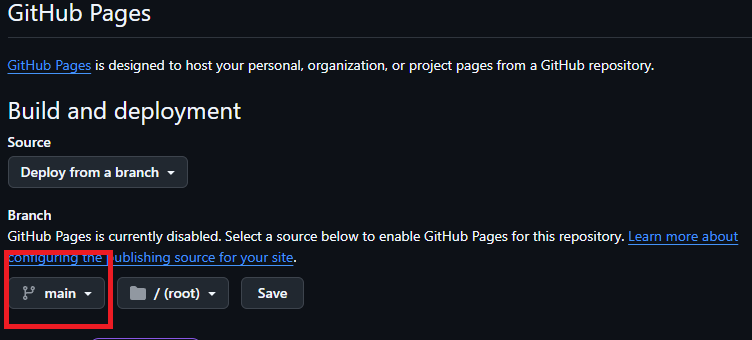 GitHub Pages
GitHub Pages is designed to host your personal, organization, or project pages from a GitHub repository.
Build and deployment
Source
Deploy from a branch
Branch
GitHub Pages is currently disabled. Select a source below to enable GitHub Pages for this repository. Learn more about
configuring the publishing source for your site.
main / (root) Save